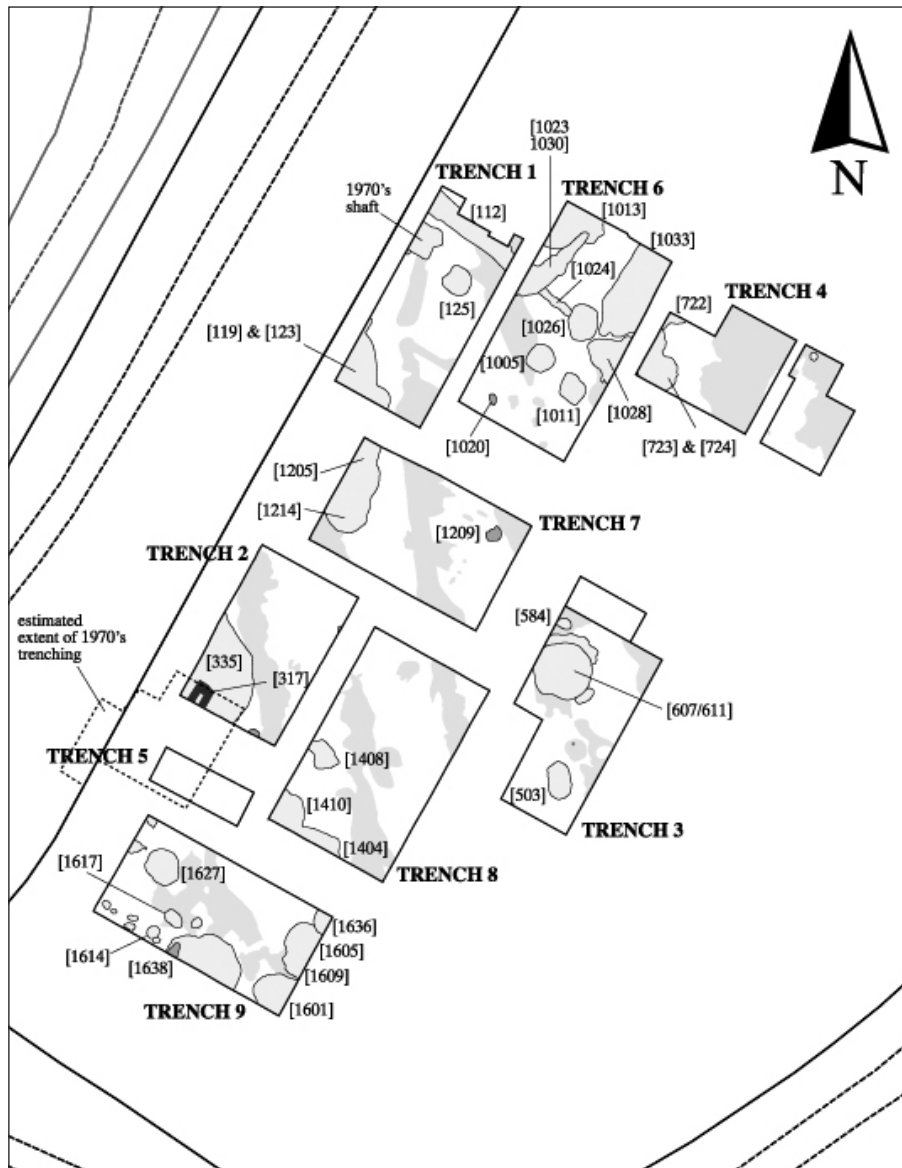 [1023
1030]
TRENCH 1
TRENCH 6
1970's
shaft
[112]
[1013]
[1033]
[1024]
[125]
[722]
TRENCH 4
[119] & [123]
[1026]
[1005]
[1011]
[1028]
[1020]
[723] & [724]
[1205]
[1214]
[1209]
TRENCH 7
TRENCH 2
estimated
extent of 1970's
trenching
[584]
[335]
[317]
[607/611]
TRENCH 5
[1408]
[503]
[1410]
TRENCH 3
[1404]
TRENCH 8
[1617]
[1627]
[1636]
[1605]
[1614]
[1638]
[1609]
[1601]
TRENCH 9
N